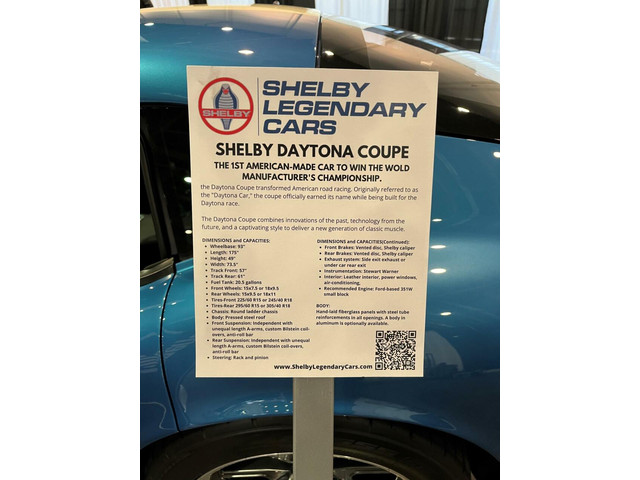 SHELBY
SHELBY
LEGENDARY
CARS
SHELBY DAYTONA COUPE
THE 1ST AMERICAN-MADE CAR TO WIN THE WOLD
MANUFACTURER'S CHAMPIONSHIP.
the Daytona Coupe transformed American road racing. Originally referred to as
the "Daytona Car," the coupe officially earned its name while being built for the
Daytona race.
The Daytona Coupe combines innovations of the past, technology from the
future, and a captivating style to deliver a new generation of classic muscle.
DIMENSIONS and CAPACITIES:
• Wheelbase: 93"
• Length: 175"
• Height: 49"
• Width: 73.5"
• Track Front: 57"
• Track Rear: 61"
• Fuel Tank: 20.5 gallons
• Front Wheels: 15x7.5 or 18x9.5
• Rear Wheels: 15x9.5 or 18x11
• Tires-Front 225/60 R15 or 245/40 R18
• Tires-Rear 295/60 R15 or 305/40 R18
• Chassis: Round ladder chassis
• Body: Pressed steel roof
• Front Suspension: Independent with
unequal length A-arms, custom Bilstein coil-
overs, anti-roll bar
• Rear Suspension: Independent with unequal
length A-arms, custom Bilstein coil-overs,
anti-roll bar
• Steering: Rack and pinion
DIMENSIONS and CAPACITIES(Continued):
• Front Brakes: Vented disc, Shelby caliper
• Rear Brakes: Vented disc, Shelby caliper
• Exhaust system: Side exit exhaust or
under car rear exit
• Instrumentation: Stewart Warner
• Interior: Leather interior, power windows,
air-conditioning,
• Recommended Engine: Ford-based 351W
small block
BODY:
Hand-laid fiberglass panels with steel tube
reinforcements in all openings. A body in
aluminum is optionally available.
www.ShelbyLegendaryCars.com